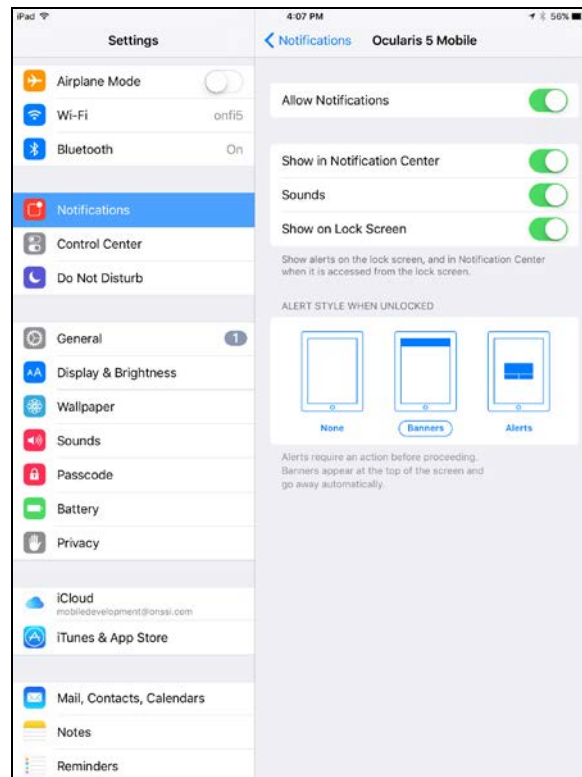 iPad
4:07 PM
56%
Settings
Notifications
Ocularis 5 Mobile
Airplane Mode
Wi-Fi
onfi5
Bluetooth
On
Notifications
Control Center
Do Not Disturb
General
1
AA Display & Brightness
Wallpaper
Sounds
Passcode
Battery
Privacy
iCloud
mobiledevelopment@onssi.com
iTunes & App Store
Mail, Contacts, Calendars
Notes
Reminders
Allow Notifications
Show in Notification Center
Sounds
Show on Lock Screen
Show alerts on the lock screen, and in Notification Center
when it is accessed from the lock screen.
ALERT STYLE WHEN UNLOCKED
None
Banners
Alerts
Alerts require an action before proceeding.
Banners appear at the top of the screen and
go away automatically.